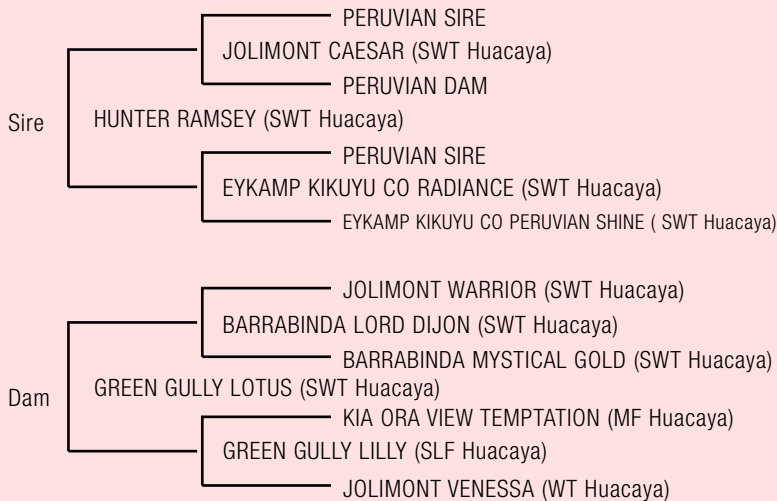 PERUVIAN SIRE
JOLIMONT CAESAR (SWT Huacaya)
PERUVIAN DAM
Sire
HUNTER RAMSEY (SWT Huacaya)
PERUVIAN SIRE
EYKAMP KIKUYU CO RADIANCE (SWT Huacaya)
EYKAMP KIKUYU CO PERUVIAN SHINE ( SWT Huacaya)
JOLIMONT WARRIOR (SWT Huacaya)
BARRABINDA LORD DIJON (SWT Huacaya)
BARRABINDA MYSTICAL GOLD (SWT Huacaya)
Dam
GREEN GULLY LOTUS (SWT Huacaya)
KIA ORA VIEW TEMPTATION (MF Huacaya)
GREEN GULLY LILLY (SLF Huacaya)
JOLIMONT VENESSA (WT Huacaya)